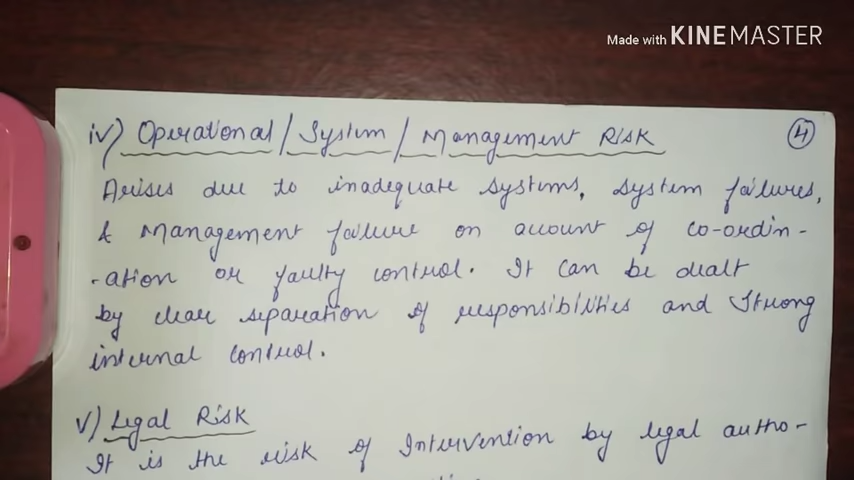 Made with KINEMASTER
iv) Operational / System / Management Risk
4
Arises due to inadequate systems, system failures,
& management failure on account of co-ordin-
-ation or faulty control. It can be dealt
by clear separation of responsibilities and strong
internal control.
v) Legal Risk
It is the risk of Intervention by legal autho-